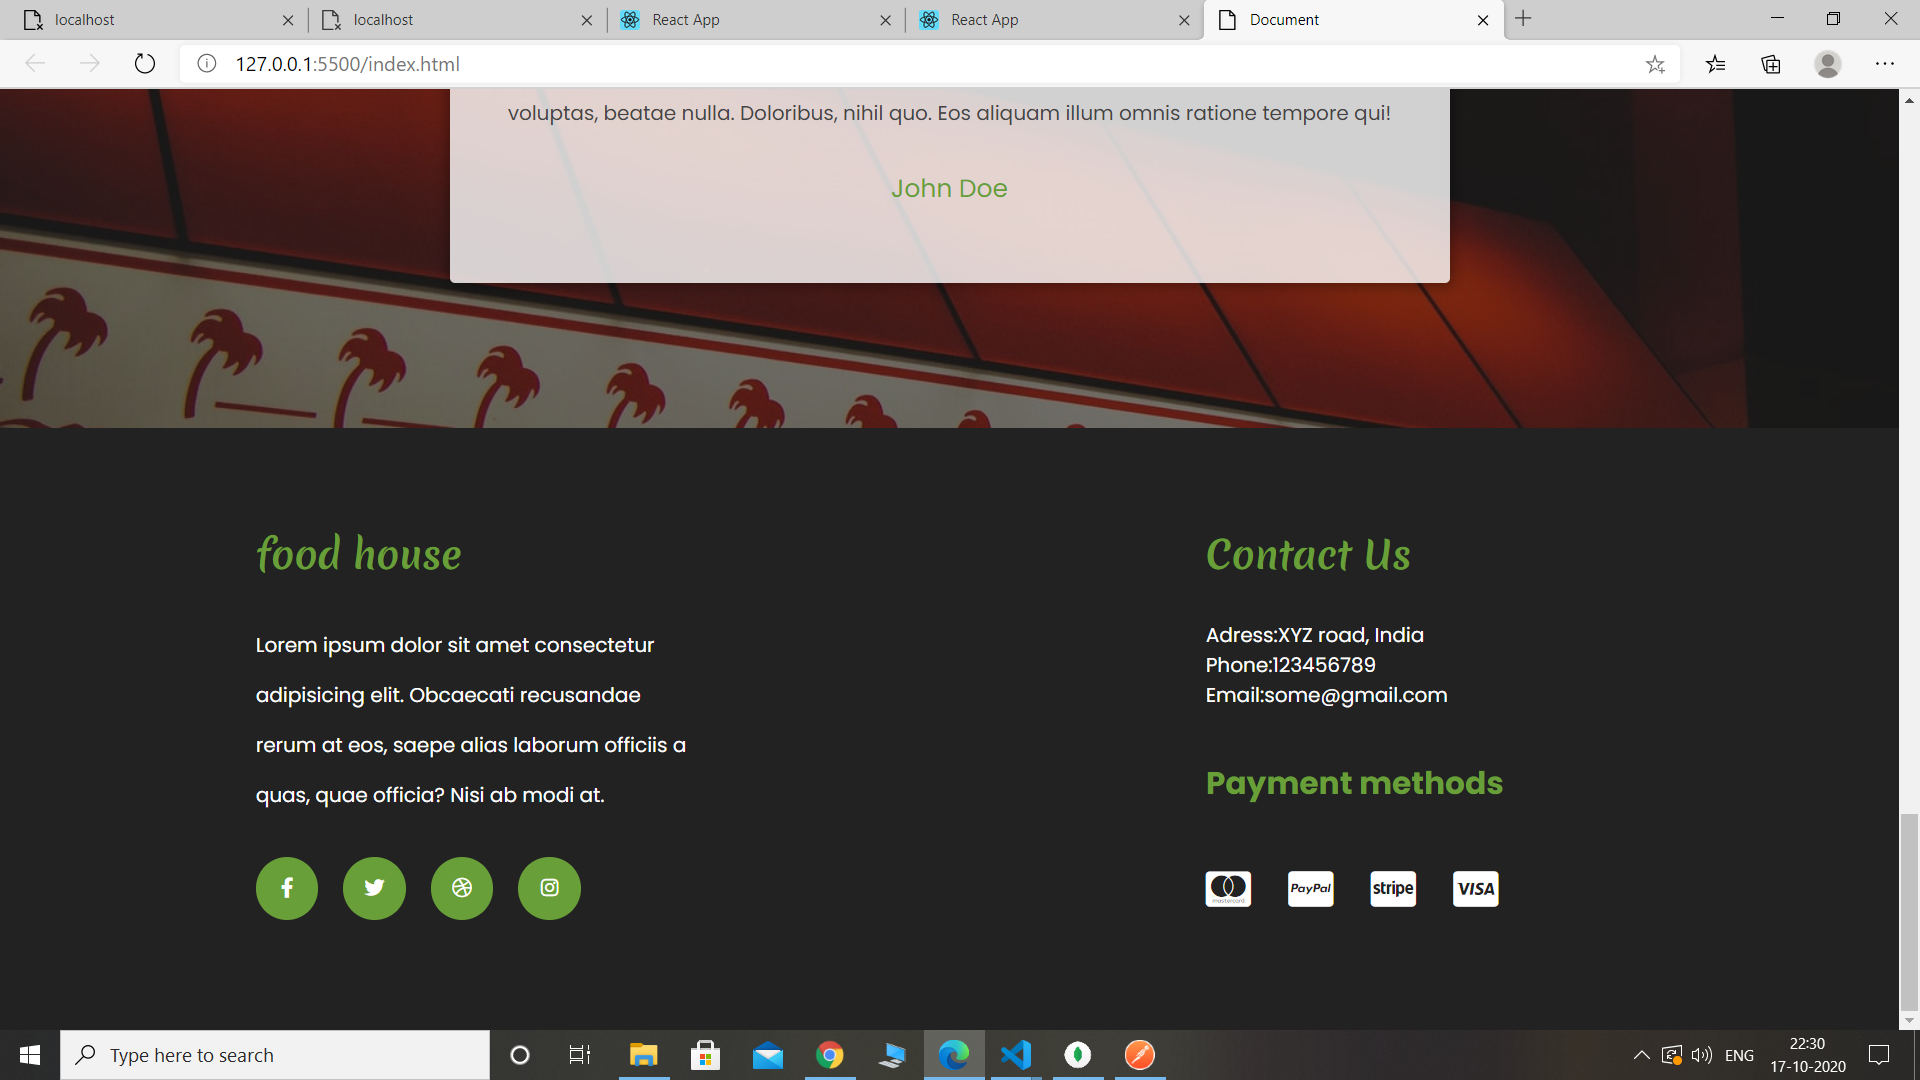 localhost
localhost
React App
React App
Document
127.0.0.1:5500/index.html
voluptas, beatae nulla. Doloribus, nihil quo. Eos aliquam illum omnis ratione tempore qui!
John Doe
food house
Lorem ipsum dolor sit amet consectetur
adipisicing elit. Obcaecati recusandae
rerum at eos, saepe alias laborum officiis a
quas, quae officia? Nisi ab modi at.
Contact Us
Adress:XYZ road, India
Phone:123456789
Email:some@gmail.com
Payment methods
mastercard
PayPal
stripe
VISA
Type here to search
ENG
22:30
17-10-2020